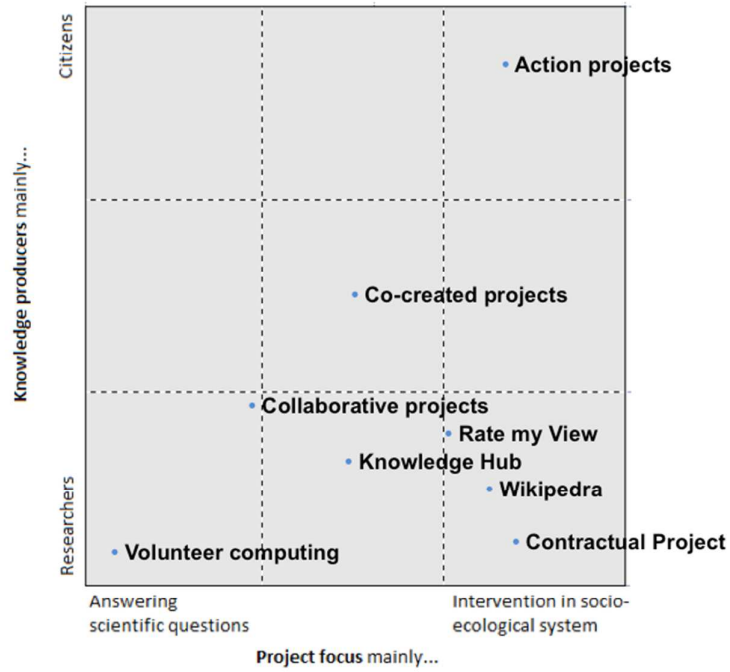 Citizens
Action projects
Knowledge producers mainly...
Co-created projects
Collaborative projects
Rate my View
Knowledge Hub
Wikipedra
Researchers
Contractual Project
Volunteer computing
Answering
scientific questions
Intervention in socio-
ecological system
Project focus mainly...